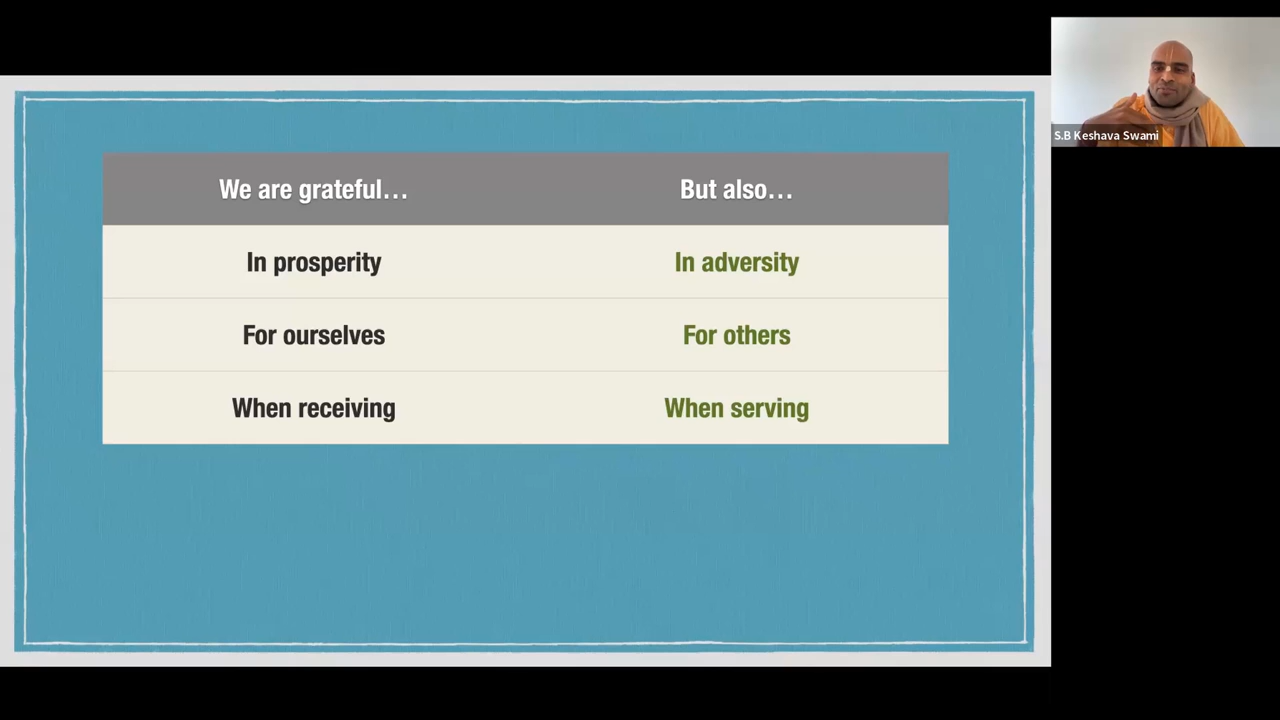 We are grateful… But also…
In prosperity In adversity
For ourselves For others
When receiving When serving
S.B Keshava Swami